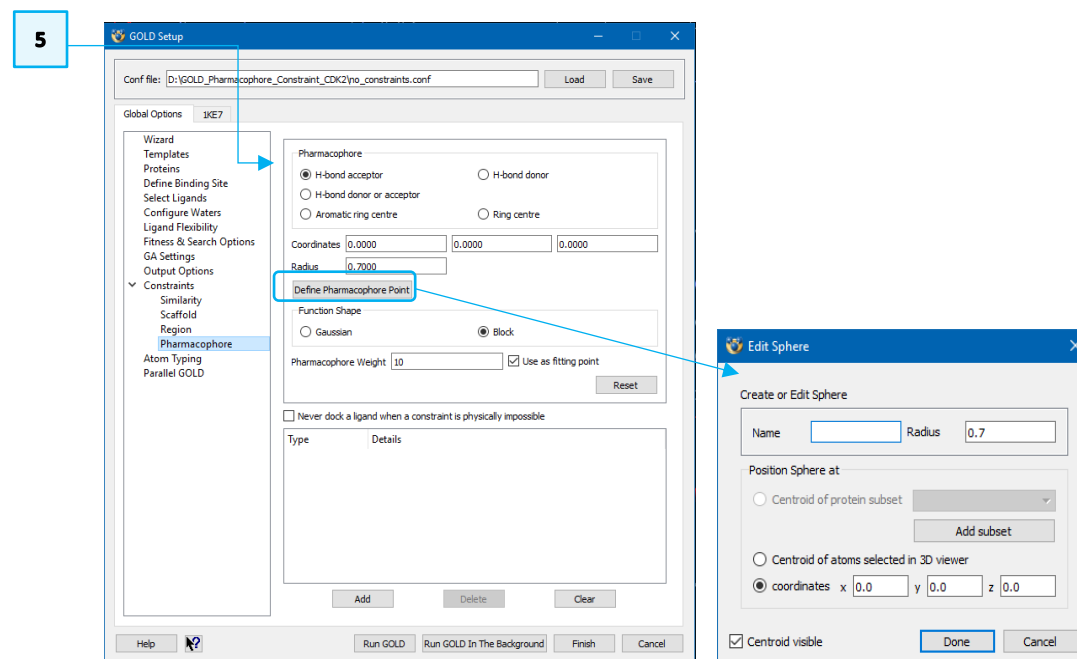 5
GOLD Setup
Conf file: D:\GOLD_Pharmacophore_Constraint_CDK2\no_constraints.conf Load Save
Global Options 1KE7
Wizard
Templates
Proteins
Define Binding Site
Select Ligands
Configure Waters
Ligand Flexibility
Fitness & Search Options
GA Settings
Output Options
Constraints
Similarity
Scaffold
Region
Pharmacophore
Atom Typing
Parallel GOLD
Pharmacophore
H-bond acceptor H-bond donor
H-bond donor or acceptor
Aromatic ring centre Ring centre
Coordinates 0.0000 0.0000 0.0000
Radius 0.7000
Define Pharmacophore Point
Function Shape
Gaussian Block
Pharmacophore Weight 10 Use as fitting point
Reset
Never dock a ligand when a constraint is physically impossible
Type Details
Add Delete Clear
Help Run GOLD Run GOLD In The Background Finish Cancel
Edit Sphere
Create or Edit Sphere
Name Radius 0.7
Position Sphere at
Centroid of protein subset
Add subset
Centroid of atoms selected in 3D viewer
coordinates x 0.0 y 0.0 z 0.0
Centroid visible Done Cancel